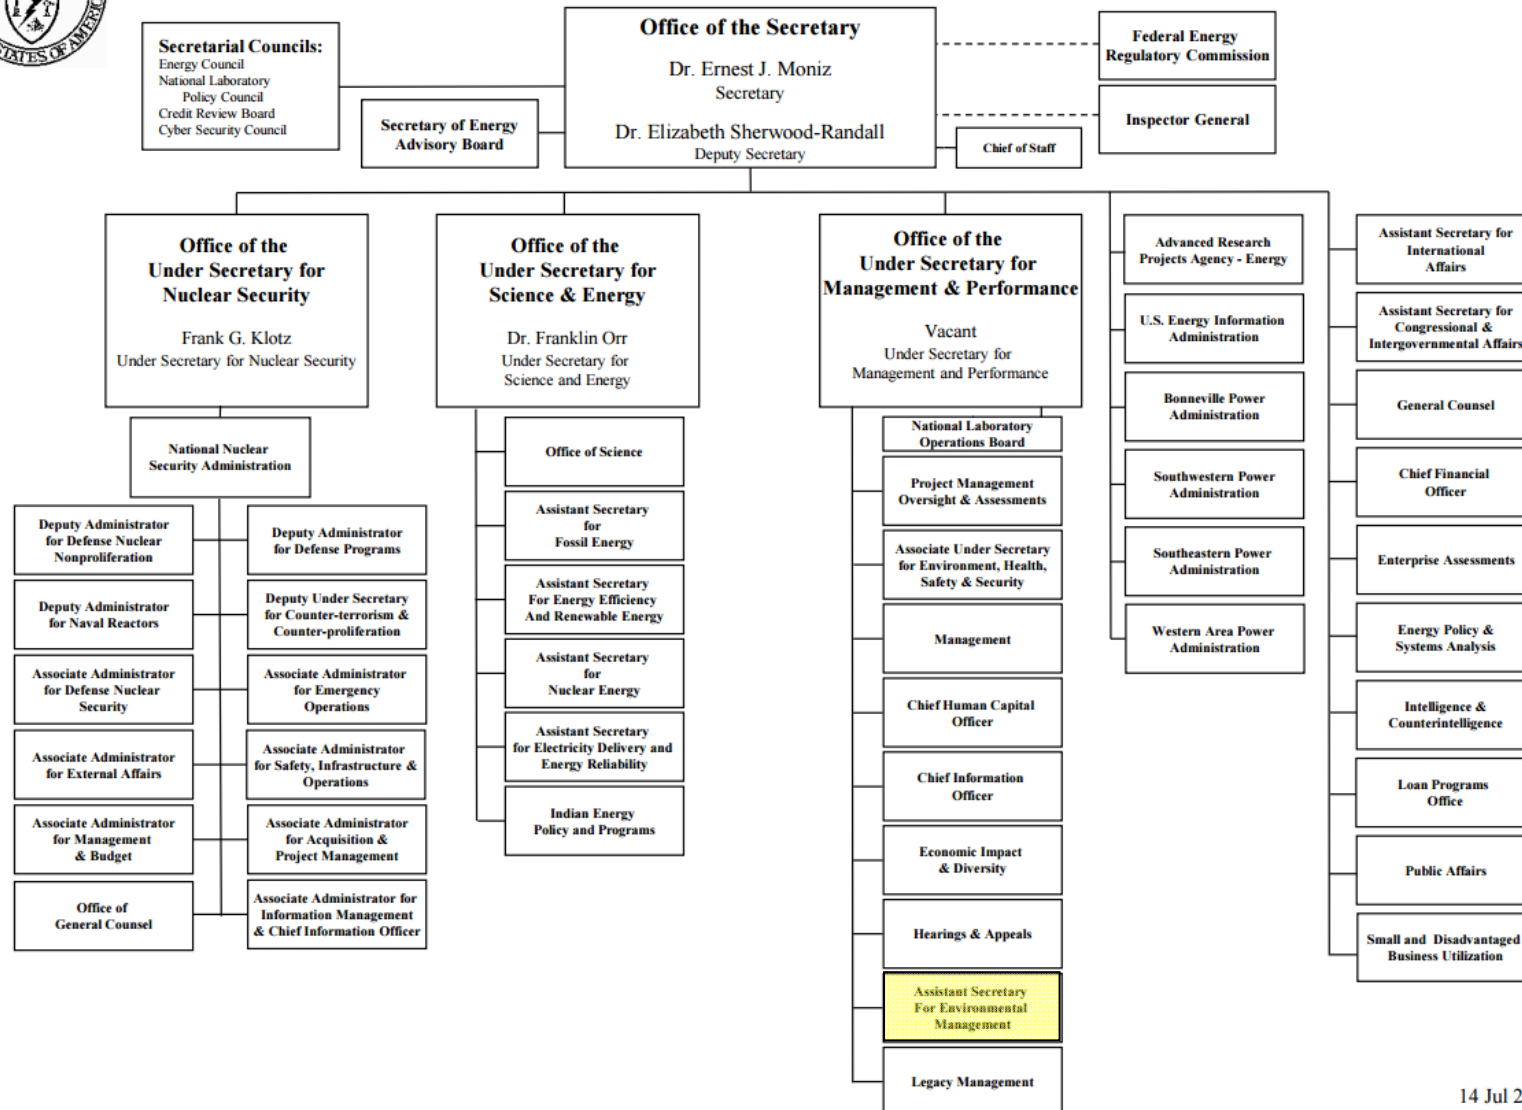 STATES OF AMERIC
Secretarial Councils:
Energy Council
National Laboratory
Policy Council
Credit Review Board
Cyber Security Council
Secretary of Energy
Advisory Board
Office of the Secretary
Dr. Ernest J. Moniz
Secretary
Dr. Elizabeth Sherwood-Randall
Deputy Secretary
Chief of Staff
Federal Energy
Regulatory Commission
Inspector General
Office of the
Under Secretary for
Nuclear Security
Frank G. Klotz
Under Secretary for Nuclear Security
National Nuclear
Security Administration
Deputy Administrator
for Defense Nuclear
Nonproliferation
Deputy Administrator
for Defense Programs
Deputy Administrator
for Naval Reactors
Deputy Under Secretary
for Counter-terrorism &
Counter-proliferation
Associate Administrator
for Defense Nuclear
Security
Associate Administrator
for Emergency
Operations
Associate Administrator
for External Affairs
Associate Administrator
for Safety, Infrastructure &
Operations
Associate Administrator
for Management
& Budget
Associate Administrator
for Acquisition &
Project Management
Office of
General Counsel
Associate Administrator for
Information Management
& Chief Information Officer
Office of the
Under Secretary for
Science & Energy
Dr. Franklin Orr
Under Secretary for
Science and Energy
Office of Science
Assistant Secretary
for
Fossil Energy
Assistant Secretary
For Energy Efficiency
And Renewable Energy
Assistant Secretary
for
Nuclear Energy
Assistant Secretary
for Electricity Delivery and
Energy Reliability
Indian Energy
Policy and Programs
Office of the
Under Secretary for
Management & Performance
Vacant
Under Secretary for
Management and Performance
National Laboratory
Operations Board
Project Management
Oversight & Assessments
Associate Under Secretary
for Environment, Health,
Safety & Security
Management
Chief Human Capital
Officer
Chief Information
Officer
Economic Impact
& Diversity
Hearings & Appeals
Assistant Secretary
For Environmental
Management
Legacy Management
Advanced Research
Projects Agency - Energy
U.S. Energy Information
Administration
Bonneville Power
Administration
Southwestern Power
Administration
Southeastern Power
Administration
Western Area Power
Administration
Assistant Secretary for
International
Affairs
Assistant Secretary for
Congressional &
Intergovernmental Affairs
General Counsel
Chief Financial
Officer
Enterprise Assessments
Energy Policy &
Systems Analysis
Intelligence &
Counterintelligence
Loan Programs
Office
Public Affairs
Small and Disadvantaged
Business Utilization
14 Jul 2